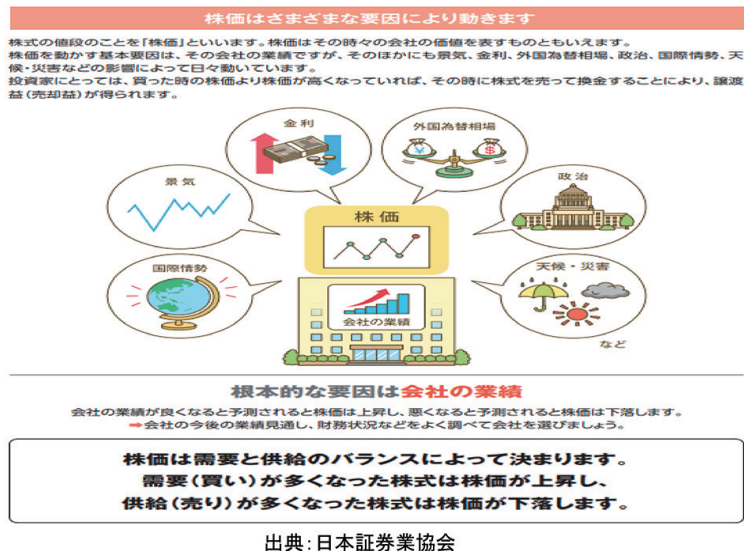 株価はさまざまな要因により動きます
株式の値段のことを「株価」といいます。株価はその時々の会社の価値を表すものともいえます。
株価を動かす基本要因は、その会社の業績ですが、そのほかにも景気、金利、外国為替相場、政治、国際情勢、天
候・災害などの影響によって日々動いています。
投資家にとっては、買った時の株価より株価が高くなっていれば、その時に株式を売って換金することにより、譲渡
益(売却益)が得られます。
金利
外国為替相場
¥
$
景気
政治
株価
国際情勢
天候・災害
会社の業績
など
根本的な要因は会社の業績
会社の業績が良くなると予測されると株価は上昇し、悪くなると予測されると株価は下落します。
➡会社の今後の業績見通し、財務状況などをよく調べて会社を選びましょう。
株価は需要と供給のバランスによって決まります。
需要(買い)が多くなった株式は株価が上昇し、
供給(売り)が多くなった株式は株価が下落します。
出典:日本証券業協会